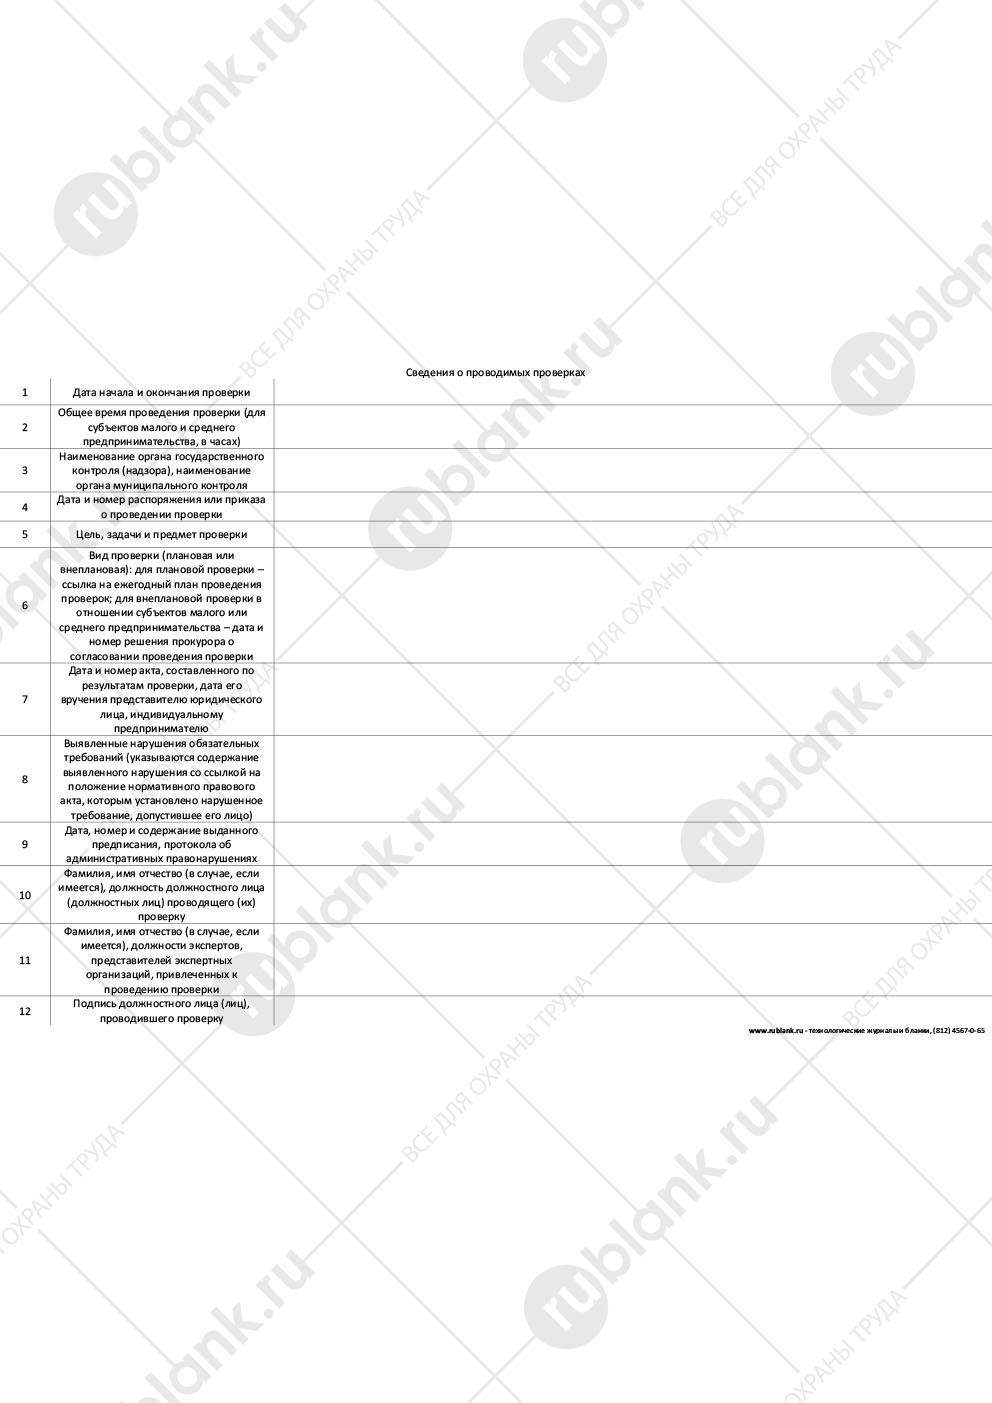 Сведения о проводимых проверках
1 Дата начала и окончания проверки
2 Общее время проведения проверки (для
субъектов малого и среднего
предпринимательства, в часах)
3 Наименование органа государственного
контроля (надзора), наименование
органа муниципального контроля
4 Дата и номер распоряжения или приказа
о проведении проверки
5 Цель, задачи и предмет проверки
6 Вид проверки (плановая или
внеплановая): для плановой проверки –
ссылка на ежегодный план проведения
проверок; для внеплановой проверки в
отношении субъектов малого или
среднего предпринимательства – дата и
номер решения прокурора о
согласовании проведения проверки
7 Дата и номер акта, составленного по
результатам проверки, дата его
вручения представителю юридического
лица, индивидуальному
предпринимателю
8 Выявленные нарушения обязательных
требований (указываются содержание
выявленного нарушения со ссылкой на
положение нормативного правового
акта, которым установлено нарушенное
требование, допустившее его лицо)
9 Дата, номер и содержание выданного
предписания, протокола об
административных правонарушениях
10 Фамилия, имя отчество (в случае, если
имеется), должность должностного лица
(должностных лиц) проводящего (их)
проверку
11 Фамилия, имя отчество (в случае, если
имеется), должности экспертов,
представителей экспертных
организаций, привлеченных к
проведению проверки
12 Подпись должностного лица (лиц),
проводившего проверку
www.rublank.ru - технологические журналы и бланки, (812) 4567-0-65
rublank.ru
ВСЕ ДЛЯ ОХРАНЫ ТРУДА